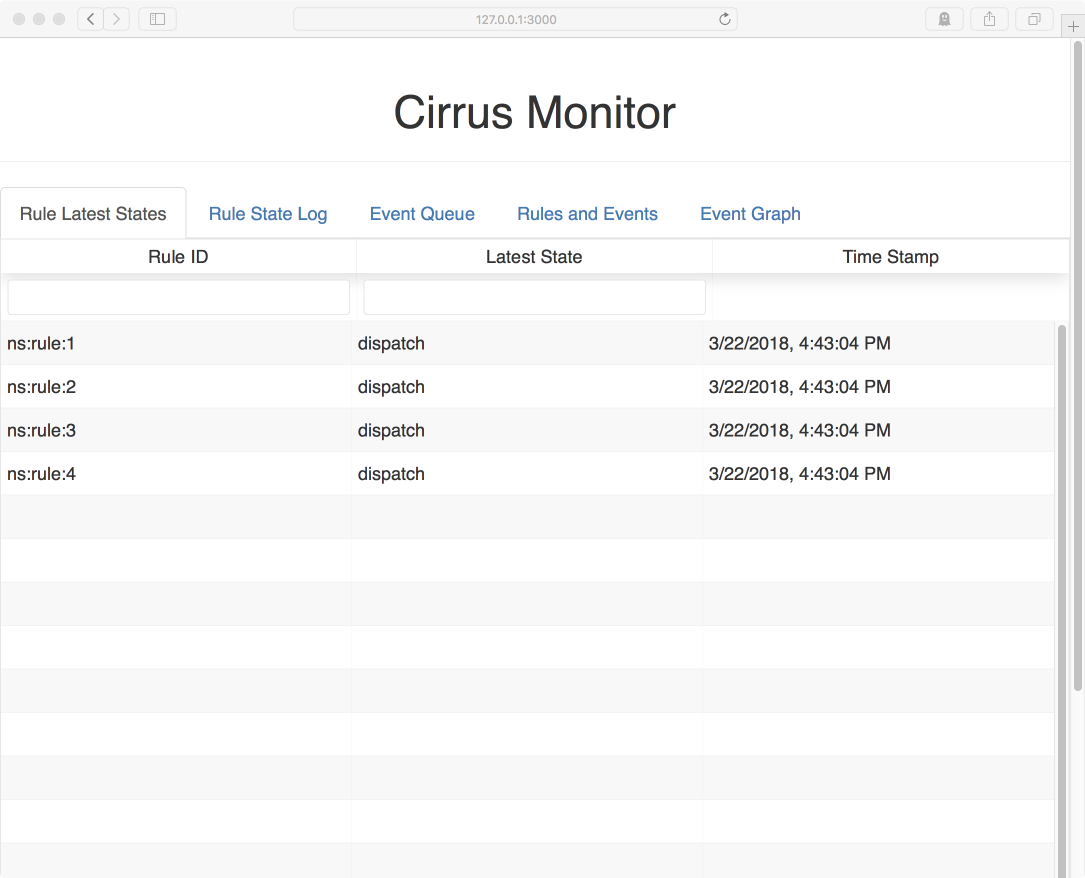 127.0.0.1:3000
Cirrus Monitor
Rule Latest States Rule State Log Event Queue Rules and Events Event Graph
Rule ID Latest State Time Stamp
ns:rule:1 dispatch 3/22/2018, 4:43:04 PM
ns:rule:2 dispatch 3/22/2018, 4:43:04 PM
ns:rule:3 dispatch 3/22/2018, 4:43:04 PM
ns:rule:4 dispatch 3/22/2018, 4:43:04 PM